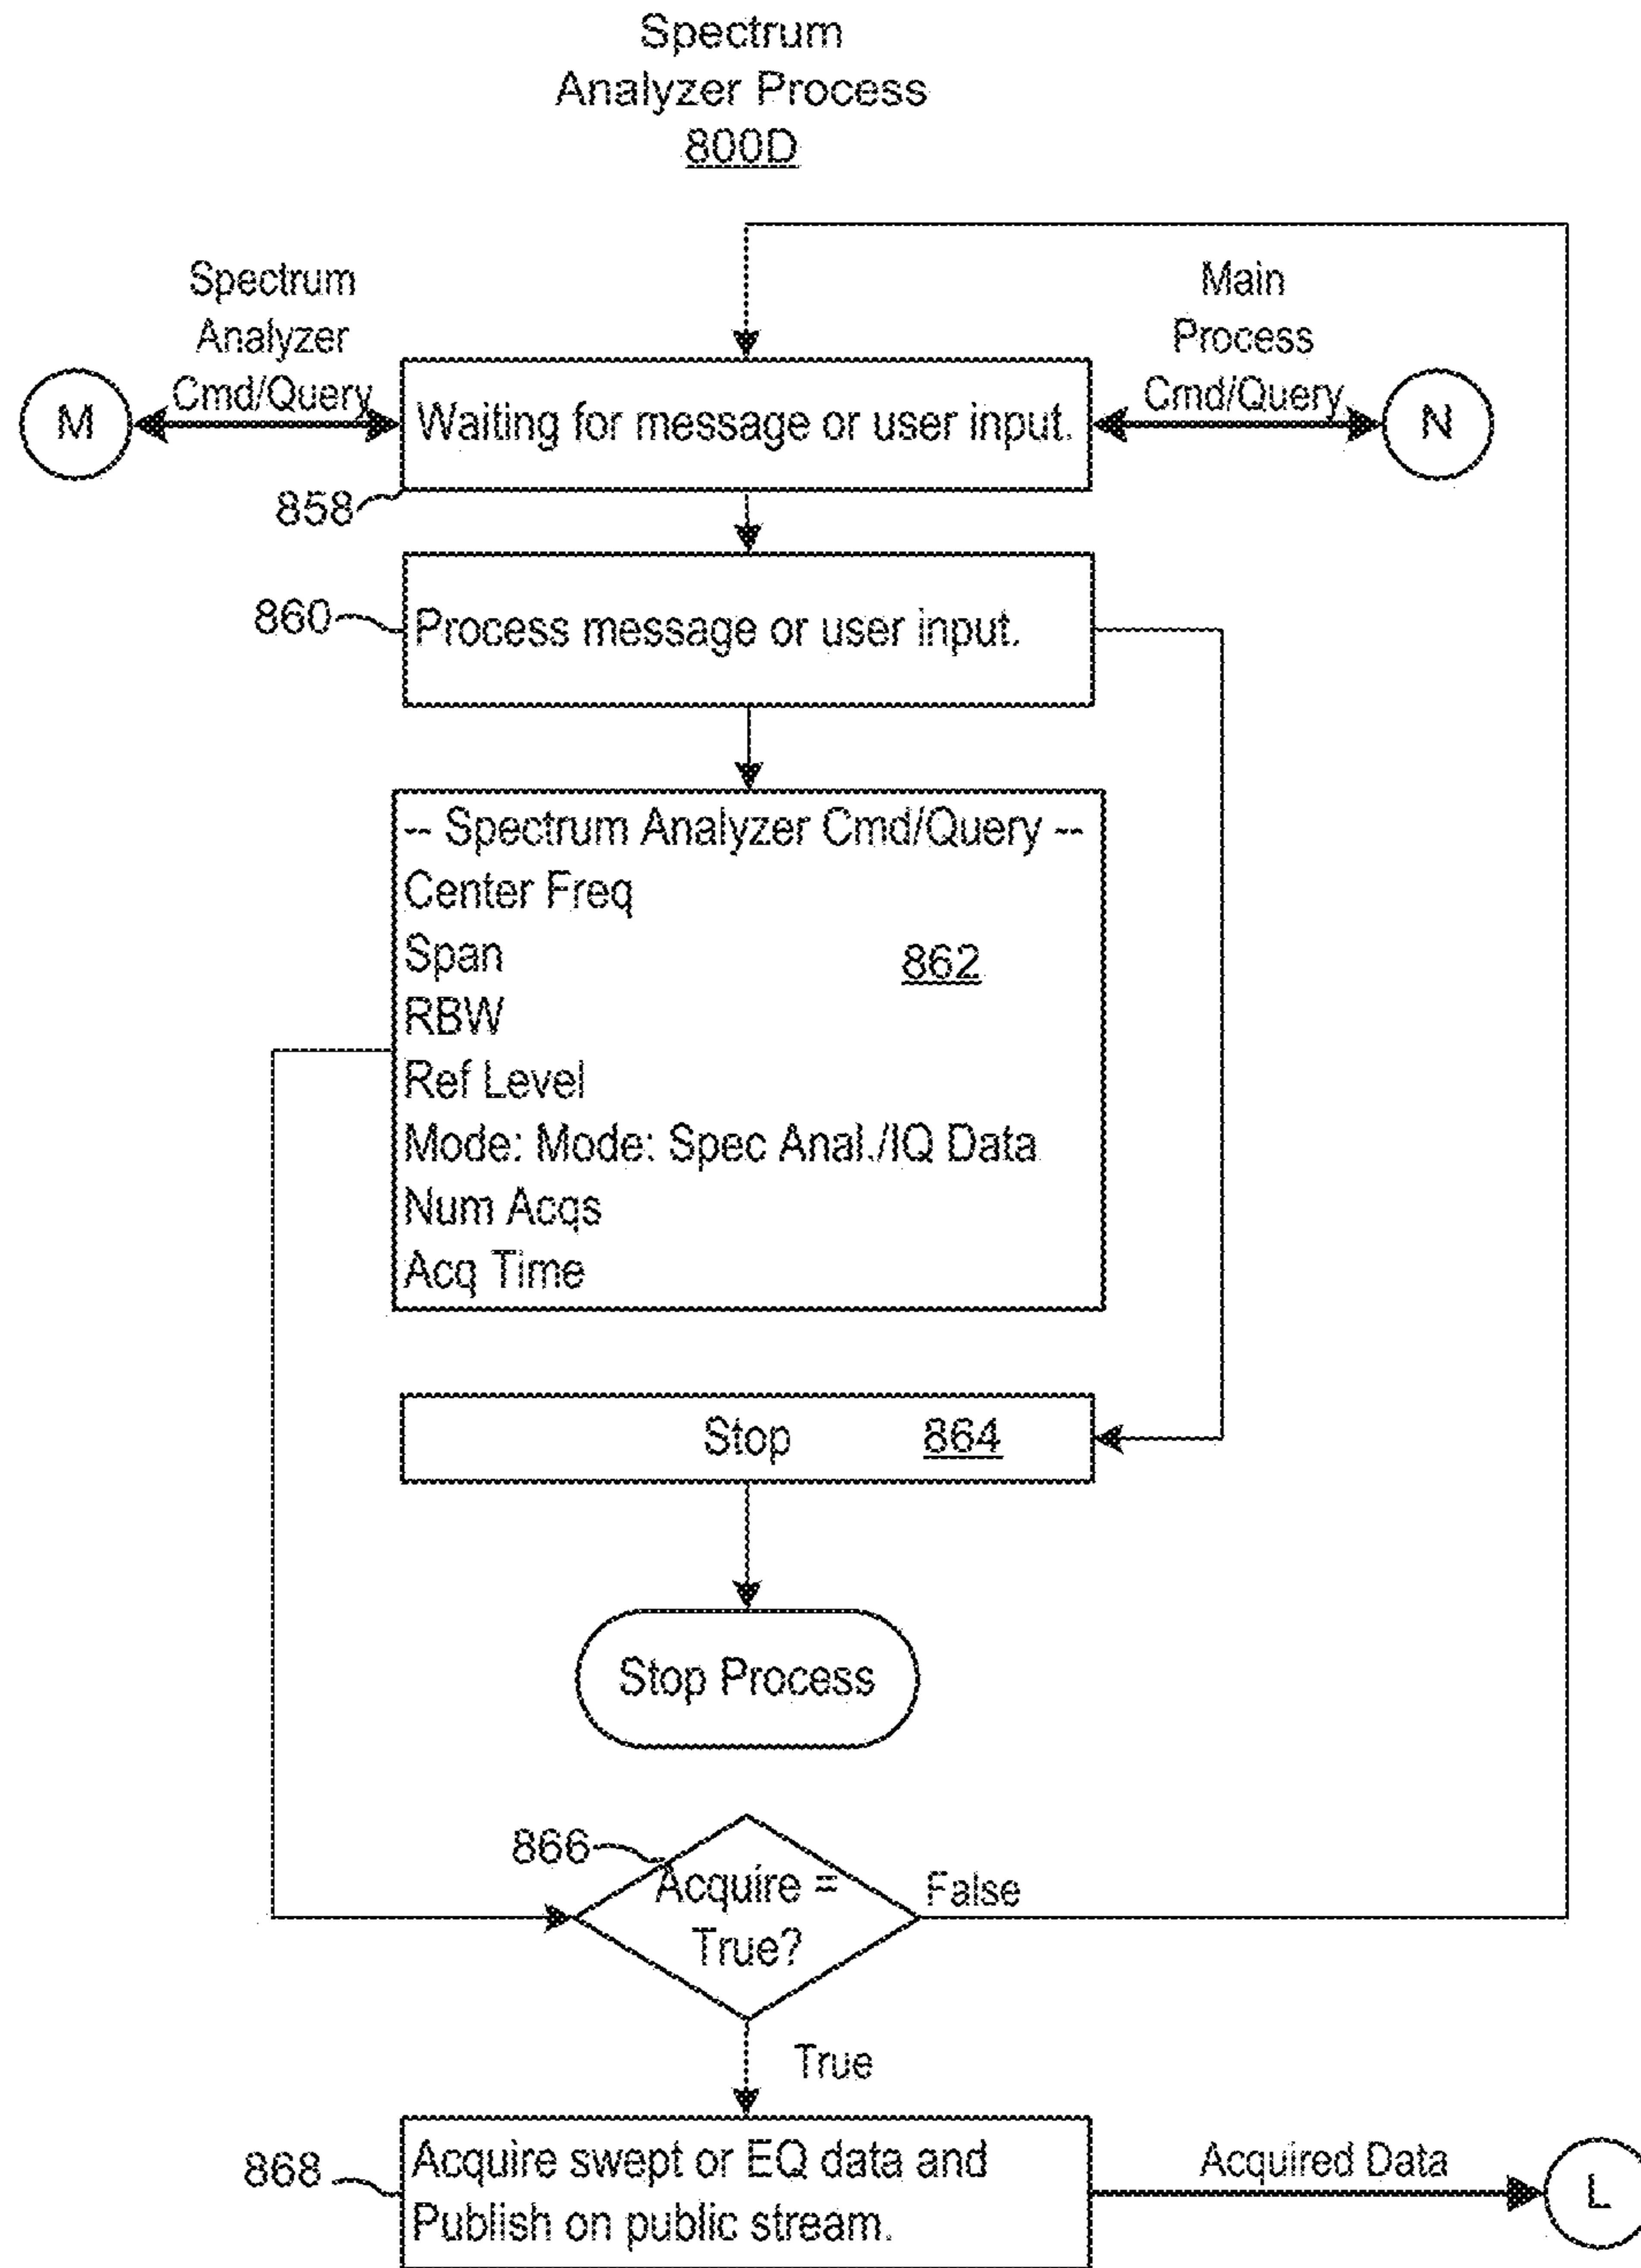 Spectrum
Analyzer Process
800D
Spectrum
Analyzer
Cmd/Query
Main
Process
Cmd/Query
M
Waiting for message or user input.
N
858
860
Process message or user input.
-- Spectrum Analyzer Cmd/Query --
Center Freq
Span
862
RBW
Ref Level
Mode: Mode: Spec Anal./IQ Data
Num Acqs
Acq Time
Stop
864
Stop Process
866
Acquire =
True?
False
True
868
Acquire swept or EQ data and
Publish on public stream.
Acquired Data
L